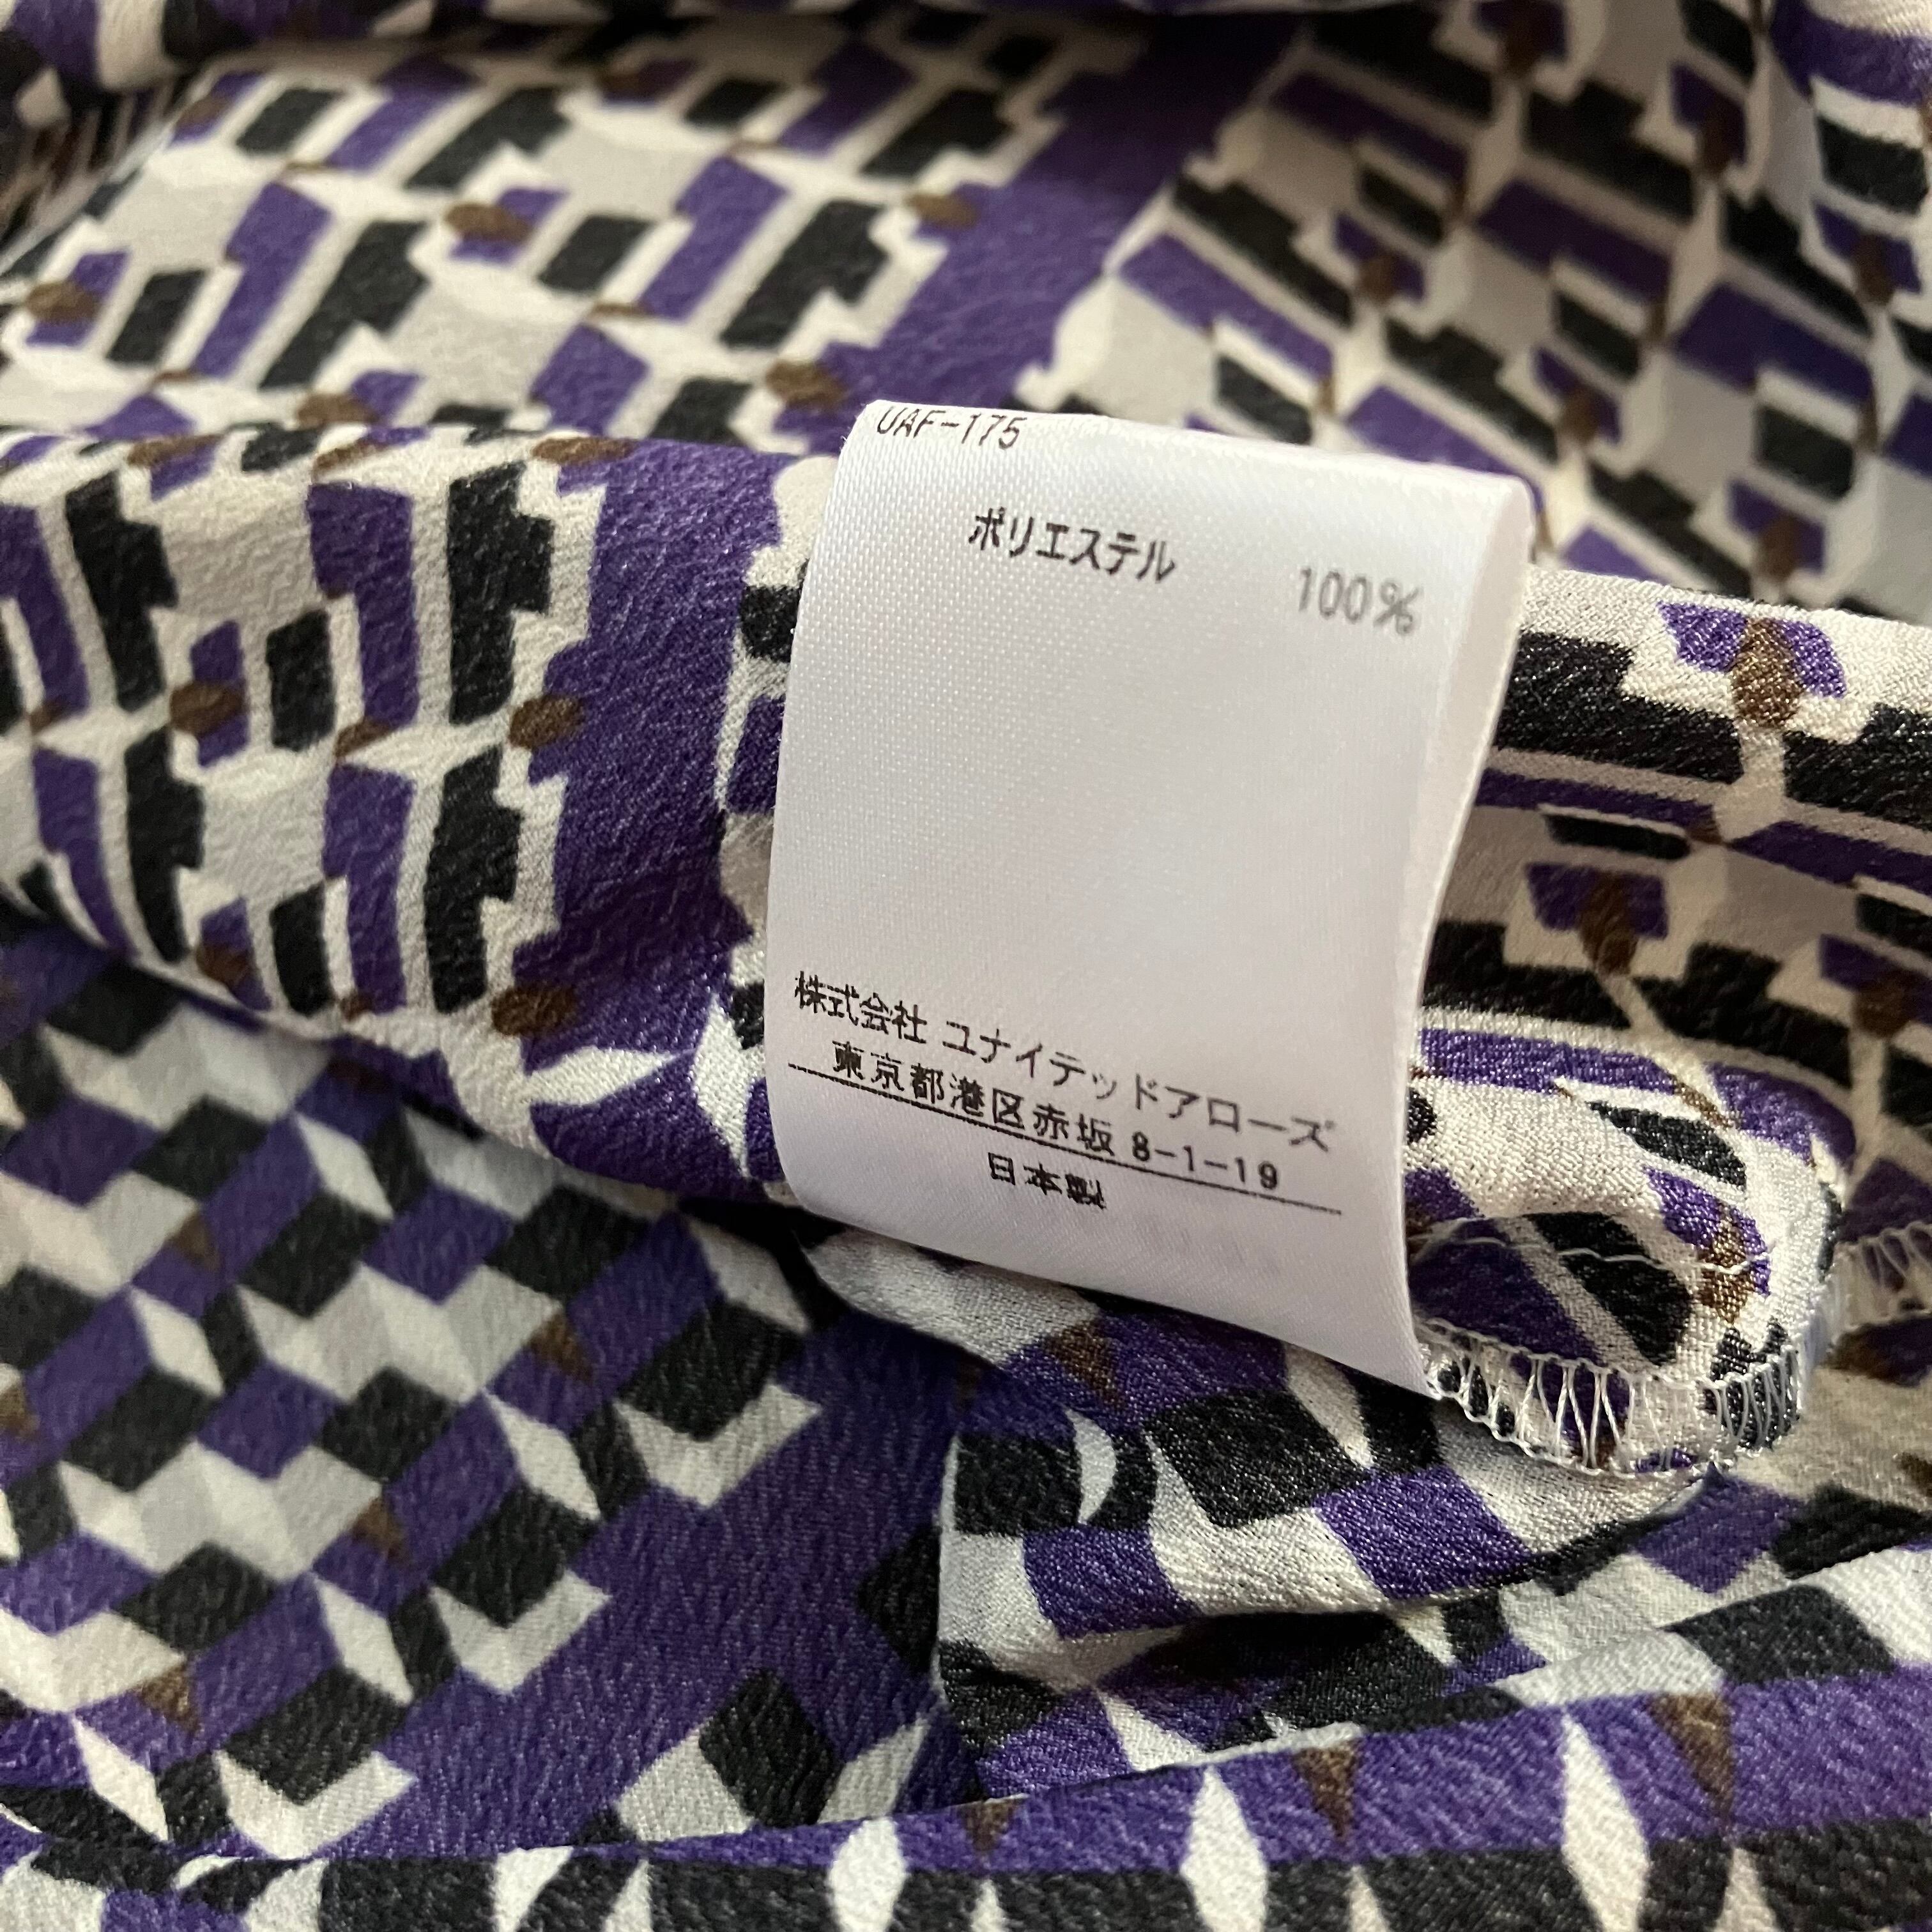 UAF-175
ポリエステル 100%
株式会社 ユナイテッドアローズ
東京都港区赤坂 8-1-19
日本製